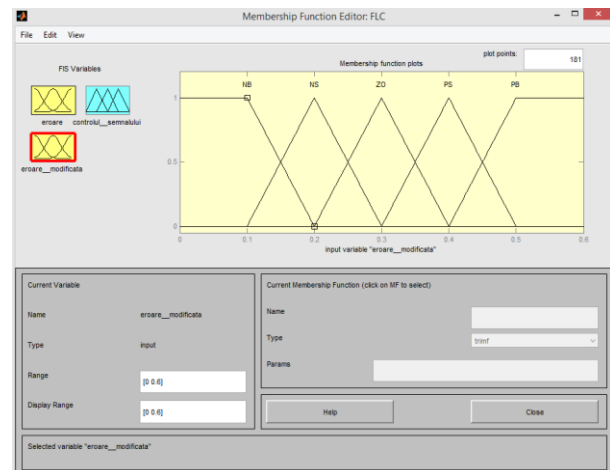 Membership Function Editor: FLC
File Edit View
FIS Variables
eroare controlul__semnalului
eroare__modificata
plot points: 181
Membership function plots
NB NS ZO PS PB
1
0.5
0
0 0.1 0.2 0.3 0.4 0.5 0.6
input variable "eroare__modificata"
Current Variable
Name eroare__modificata
Type input
Range [0 0.6]
Display Range [0 0.6]
Current Membership Function (click on MF to select)
Name
Type trimf
Params
Help Close
Selected variable "eroare__modificata"